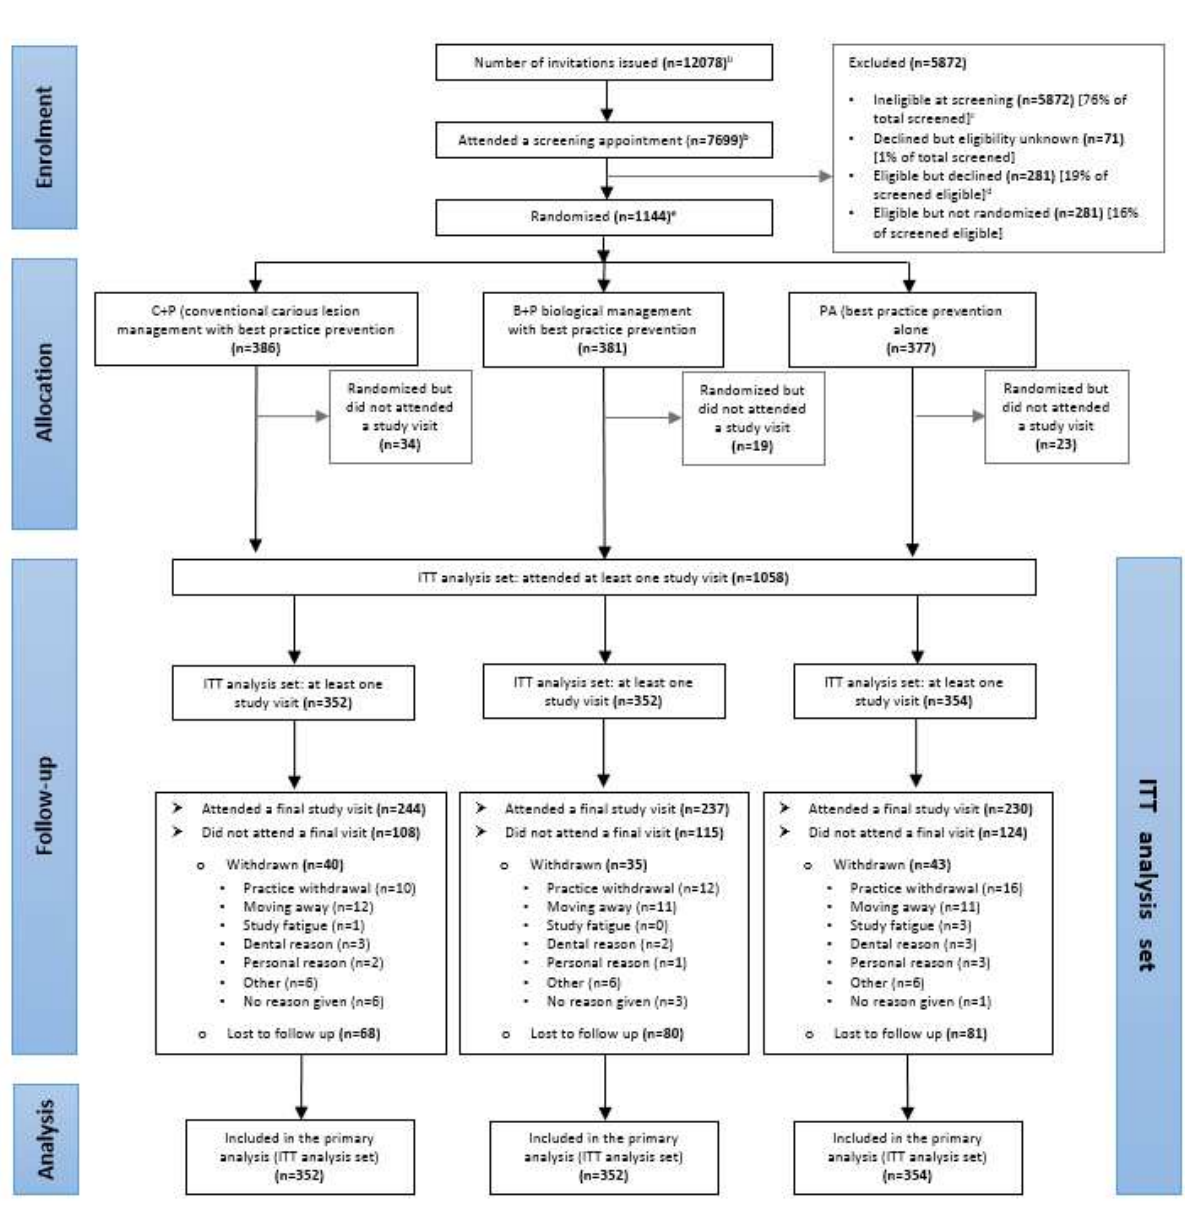 Enrolment
Number of invitations issued (n=12078)b
Attended a screening appointment (n=7699)b
Randomised (n=1144)e
Excluded (n=5872)
• Ineligible at screening (n=5872) [76% of
total screened]c
• Declined but eligibility unknown (n=71)
[1% of total screened]
• Eligible but declined (n=281) [19% of
screened eligible]d
• Eligible but not randomized (n=281) [16%
of screened eligible]
Allocation
C+P (conventional carious lesion
management with best practice prevention
(n=386)
B+P biological management
with best practice prevention
(n=381)
PA (best practice prevention
alone
(n=377)
Randomized but
did not attended
a study visit
(n=34)
Randomized but
did not attended
a study visit
(n=19)
Randomized but
did not attended
a study visit
(n=23)
Follow-up
ITT analysis set: attended at least one study visit (n=1058)
ITT analysis set: at least one
study visit (n=352)
ITT analysis set: at least one
study visit (n=352)
ITT analysis set: at least one
study visit (n=354)
➢ Attended a final study visit (n=244)
➢ Did not attend a final visit (n=108)
o Withdrawn (n=40)
• Practice withdrawal (n=10)
• Moving away (n=12)
• Study fatigue (n=1)
• Dental reason (n=3)
• Personal reason (n=2)
• Other (n=6)
• No reason given (n=6)
o Lost to follow up (n=68)
➢ Attended a final study visit (n=237)
➢ Did not attend a final visit (n=115)
o Withdrawn (n=35)
• Practice withdrawal (n=12)
• Moving away (n=11)
• Study fatigue (n=0)
• Dental reason (n=2)
• Personal reason (n=1)
• Other (n=6)
• No reason given (n=3)
o Lost to follow up (n=80)
➢ Attended a final study visit (n=230)
➢ Did not attend a final visit (n=124)
o Withdrawn (n=43)
• Practice withdrawal (n=16)
• Moving away (n=11)
• Study fatigue (n=3)
• Dental reason (n=3)
• Personal reason (n=3)
• Other (n=6)
• No reason given (n=1)
o Lost to follow up (n=81)
ITT analysis set
Analysis
Included in the primary
analysis (ITT analysis set)
(n=352)
Included in the primary
analysis (ITT analysis set)
(n=352)
Included in the primary
analysis (ITT analysis set)
(n=354)